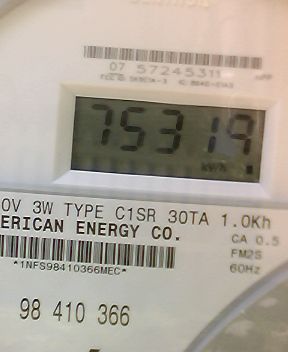 07 57245311
75319
kWh
0V 3W TYPE C1SR 30TA 1.0Kh
ERICAN ENERGY CO.
CA 0.5
FM2S
60Hz
*1NFS98410366MEC*
98 410 366